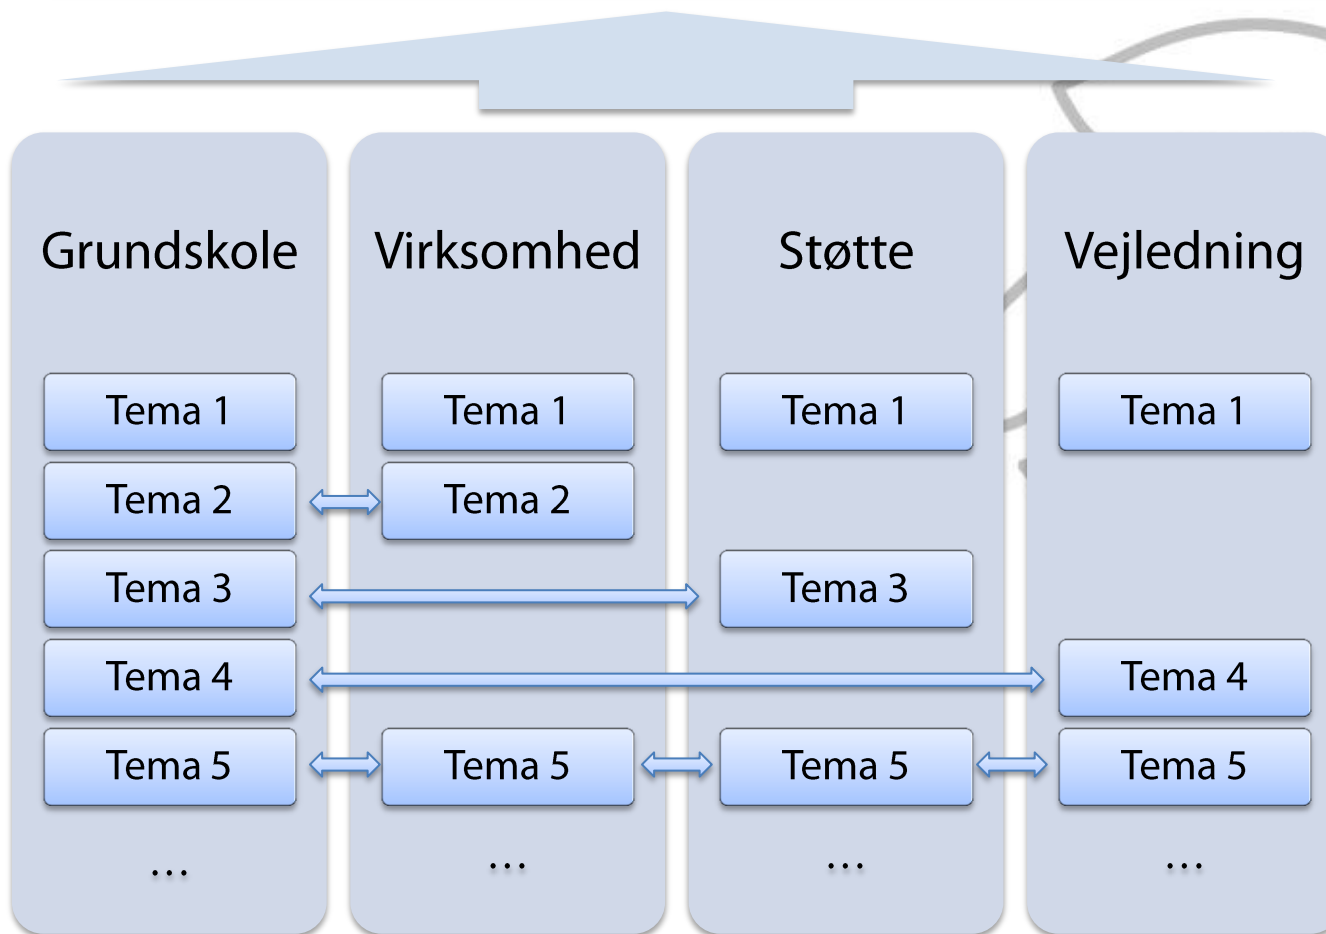 Grundskole
Virksomhed
Støtte
Vejledning
Tema 1
Tema 1
Tema 1
Tema 1
Tema 2
Tema 2
Tema 3
Tema 3
Tema 4
Tema 4
Tema 5
Tema 5
Tema 5
Tema 5
...
...
...
...